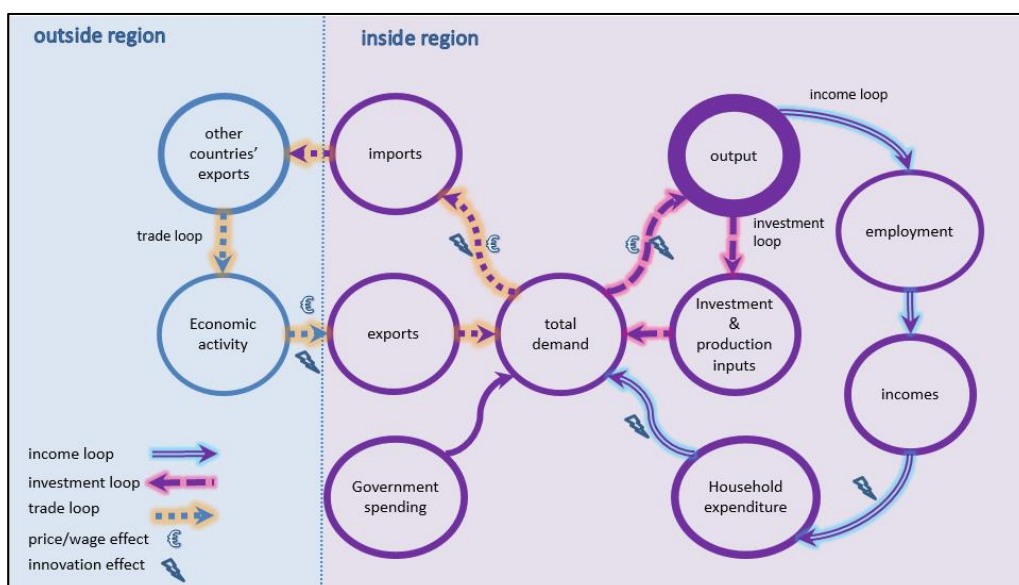 outside region
inside region
income loop
other
countries'
exports
imports
output
trade loop
investment
loop
employment
Economic
activity
exports
total
demand
Investment
&
production
inputs
incomes
Government
spending
Household
expenditure
income loop
investment loop
trade loop
price/wage effect
innovation effect